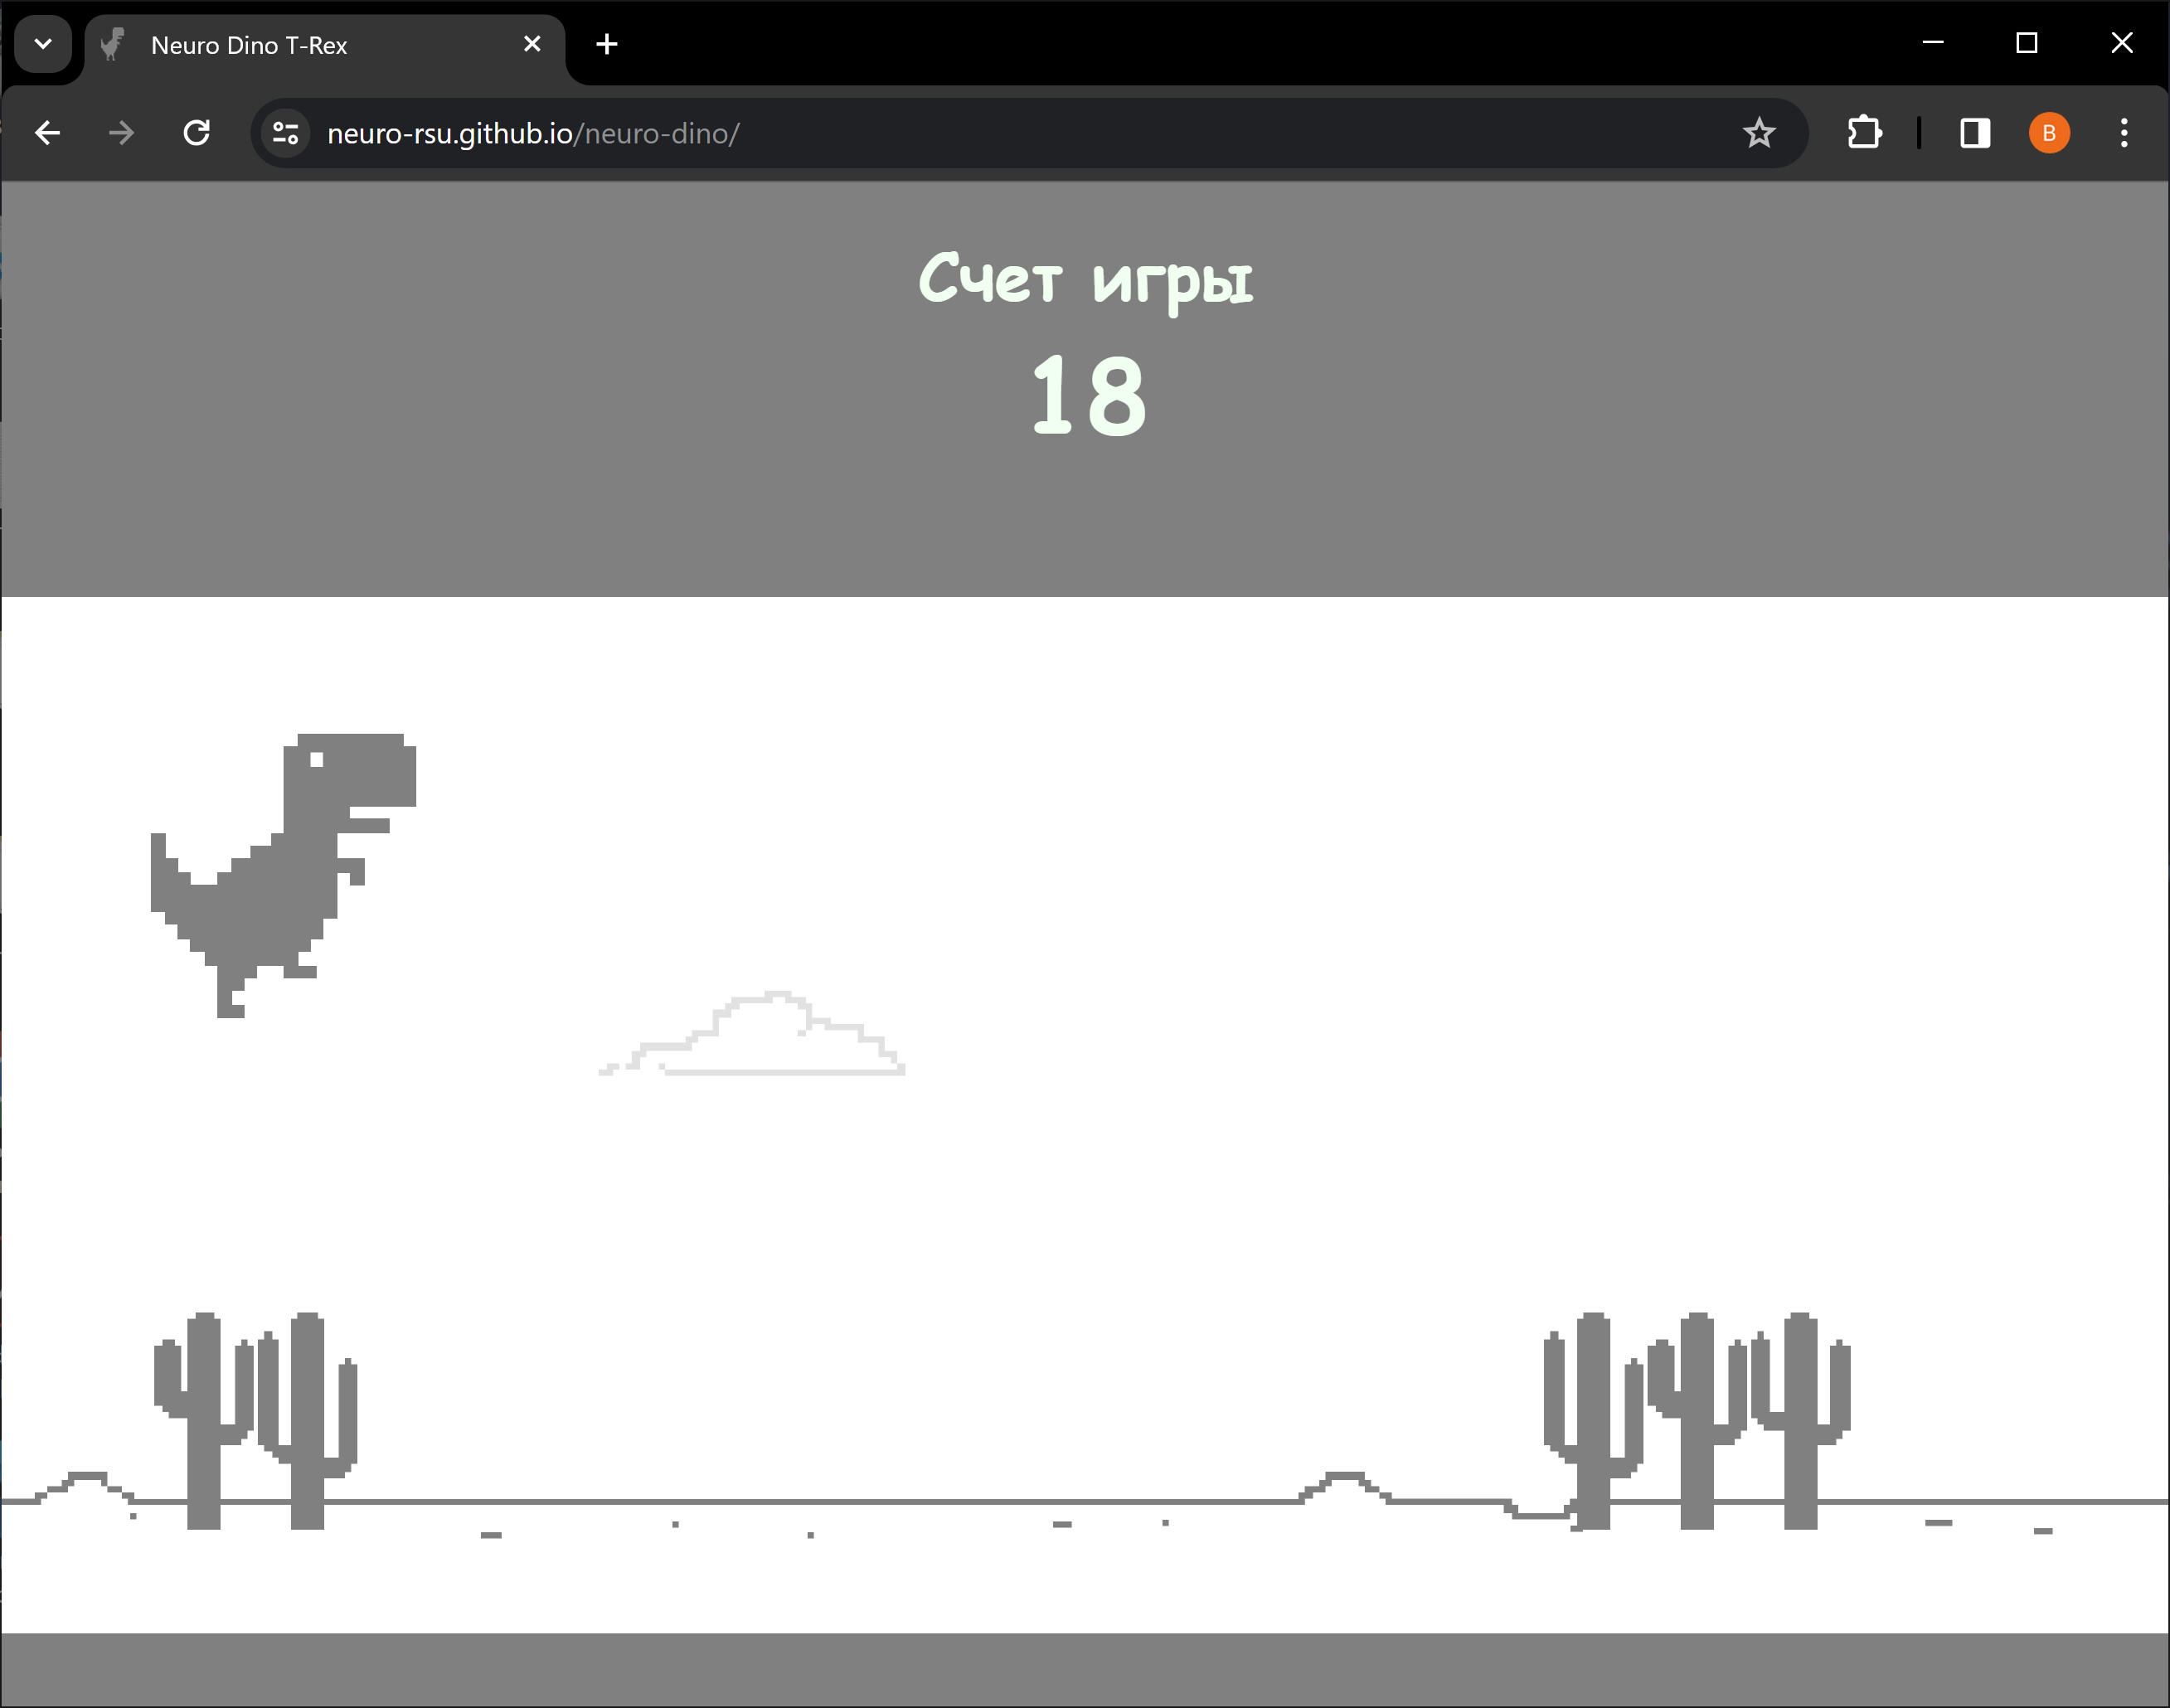 Neuro Dino T-Rex
neuro-rsu.github.io/neuro-dino/
B
Счет игры
18